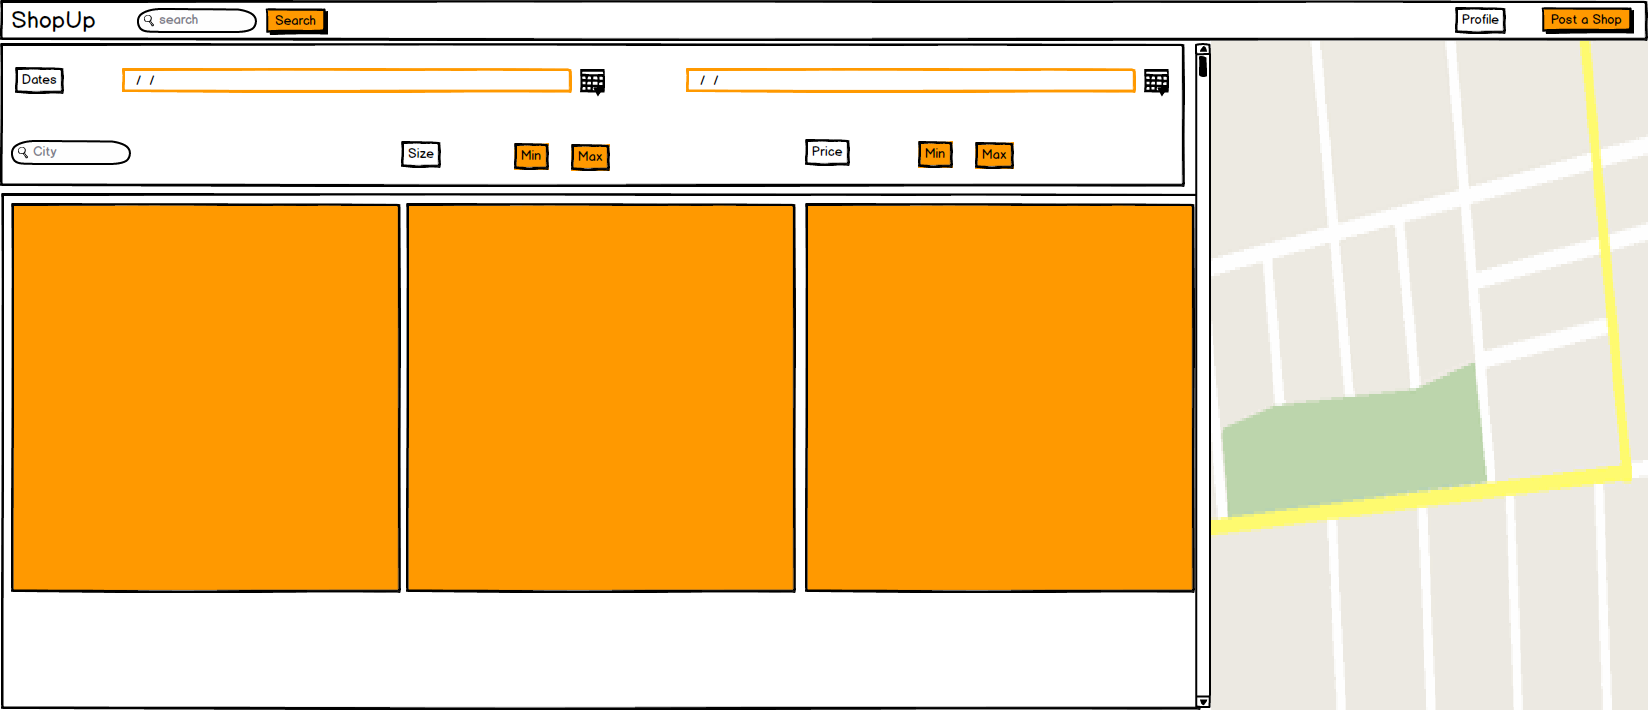 ShopUp search Search Profile Post a Shop
Dates / / / /
City Size Min Max Price Min Max